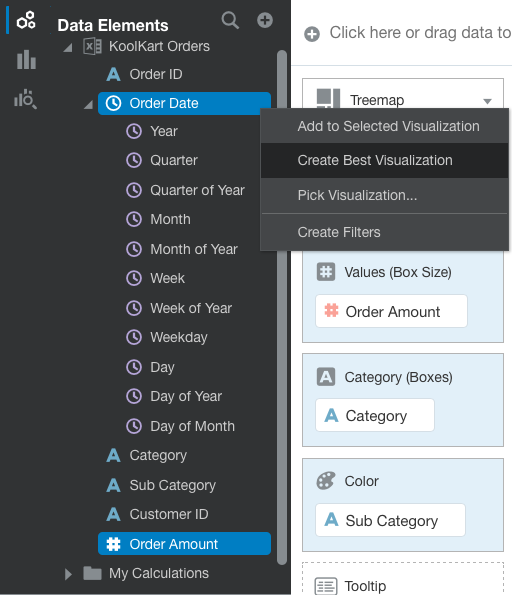 Data Elements
KoolKart Orders
Order ID
Order Date
Year
Quarter
Quarter of Year
Month
Month of Year
Week
Week of Year
Weekday
Day
Day of Year
Day of Month
Category
Sub Category
Customer ID
Order Amount
My Calculations
Click here or drag data to
Treemap
Add to Selected Visualization
Create Best Visualization
Pick Visualization...
Create Filters
Values (Box Size)
Order Amount
Category (Boxes)
Category
Color
Sub Category
Tooltip